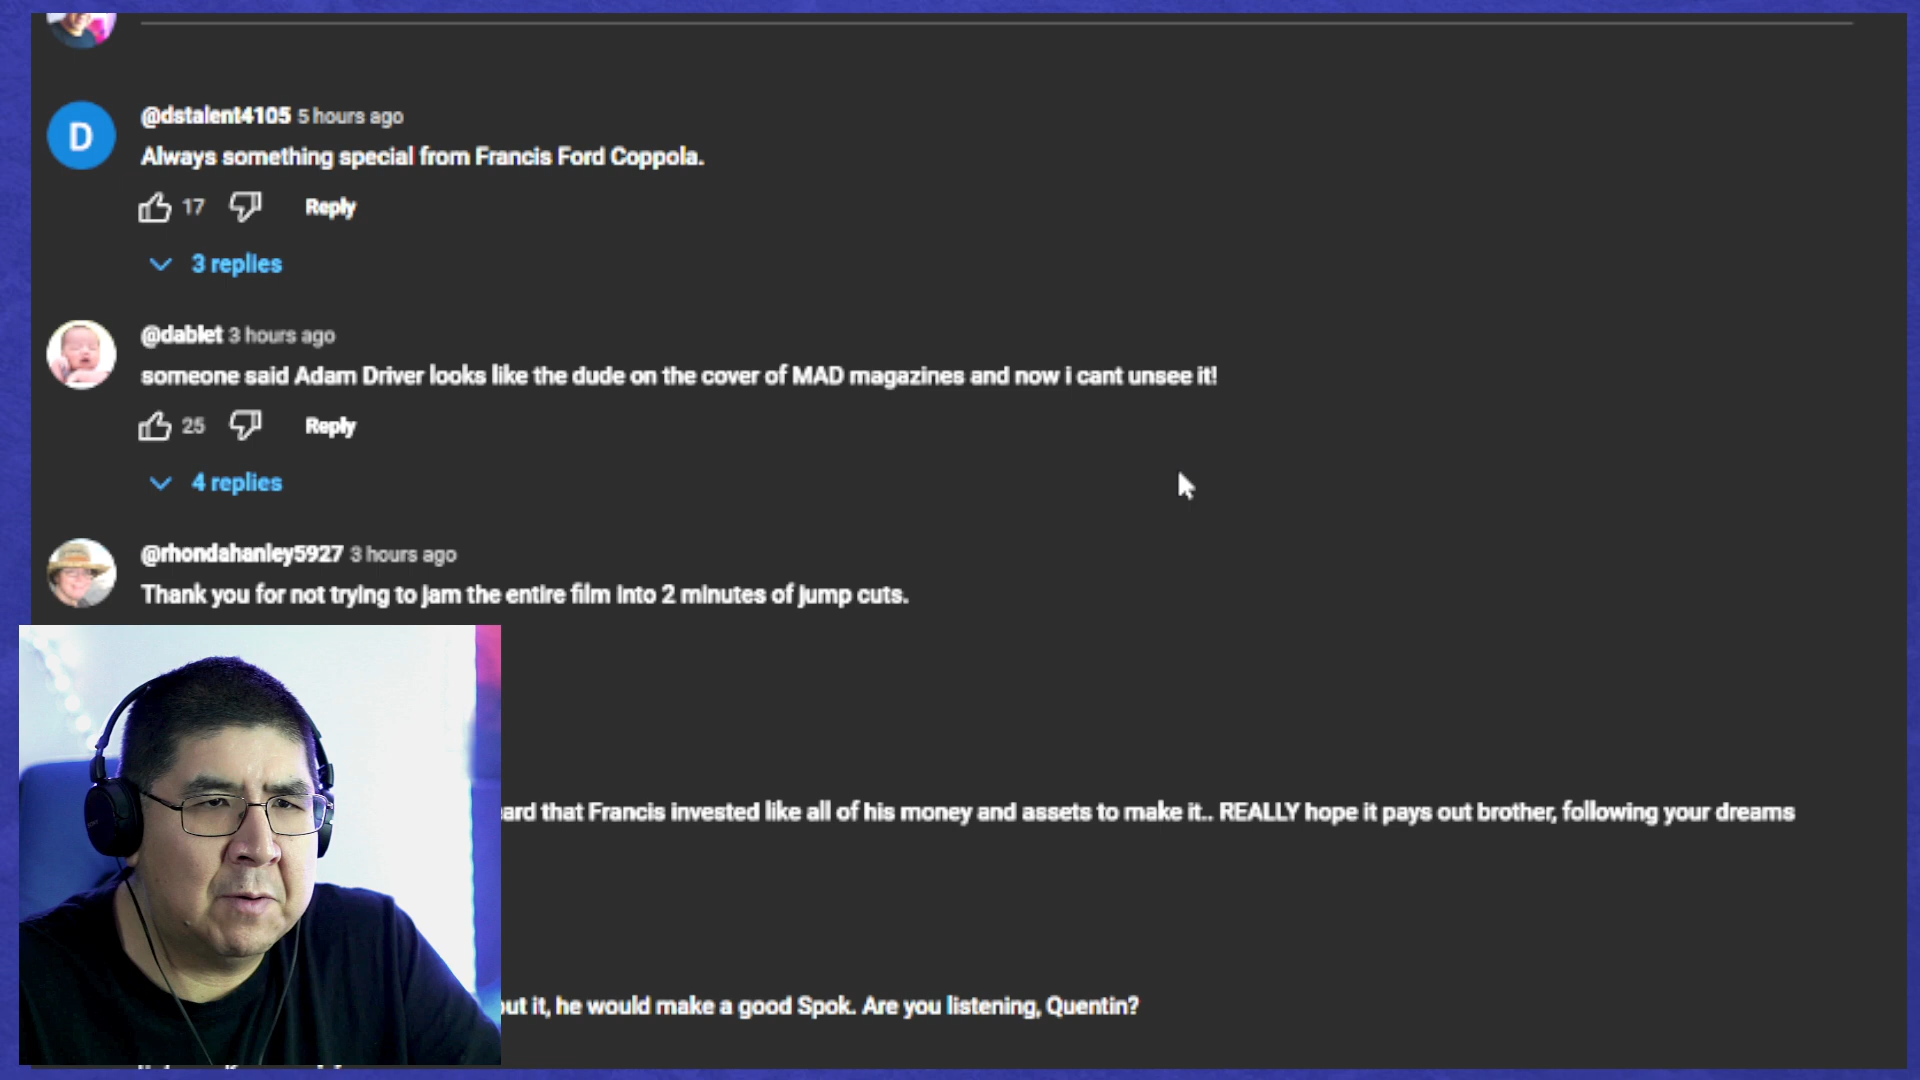 D
@dstalent4105 5 hours ago
Always something special from Francis Ford Coppola.
17 Reply
3 replies
@dablet 3 hours ago
someone said Adam Driver looks like the dude on the cover of MAD magazines and now i cant unsee it!
25 Reply
4 replies
@rhondahanley5927 3 hours ago
Thank you for not trying to jam the entire film into 2 minutes of jump cuts.
that Francis invested like all of his money and assets to make it.. REALLY hope it pays out brother, following your dreams
it, he would make a good Spok. Are you listening, Quentin?